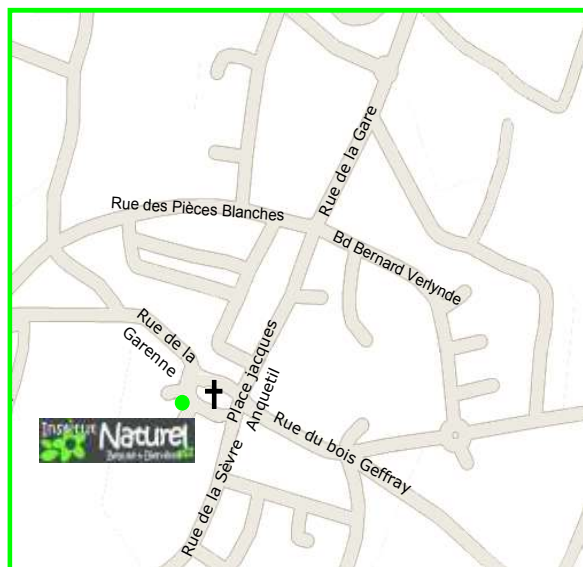 Rue de la Gare
Rue des Pièces Blanches
Bd Bernard Verlynde
Rue de la
Garenne
Place jacques
Anquetil
Rue du bois Geffray
Rue de la Sèvre
Institut
Naturel